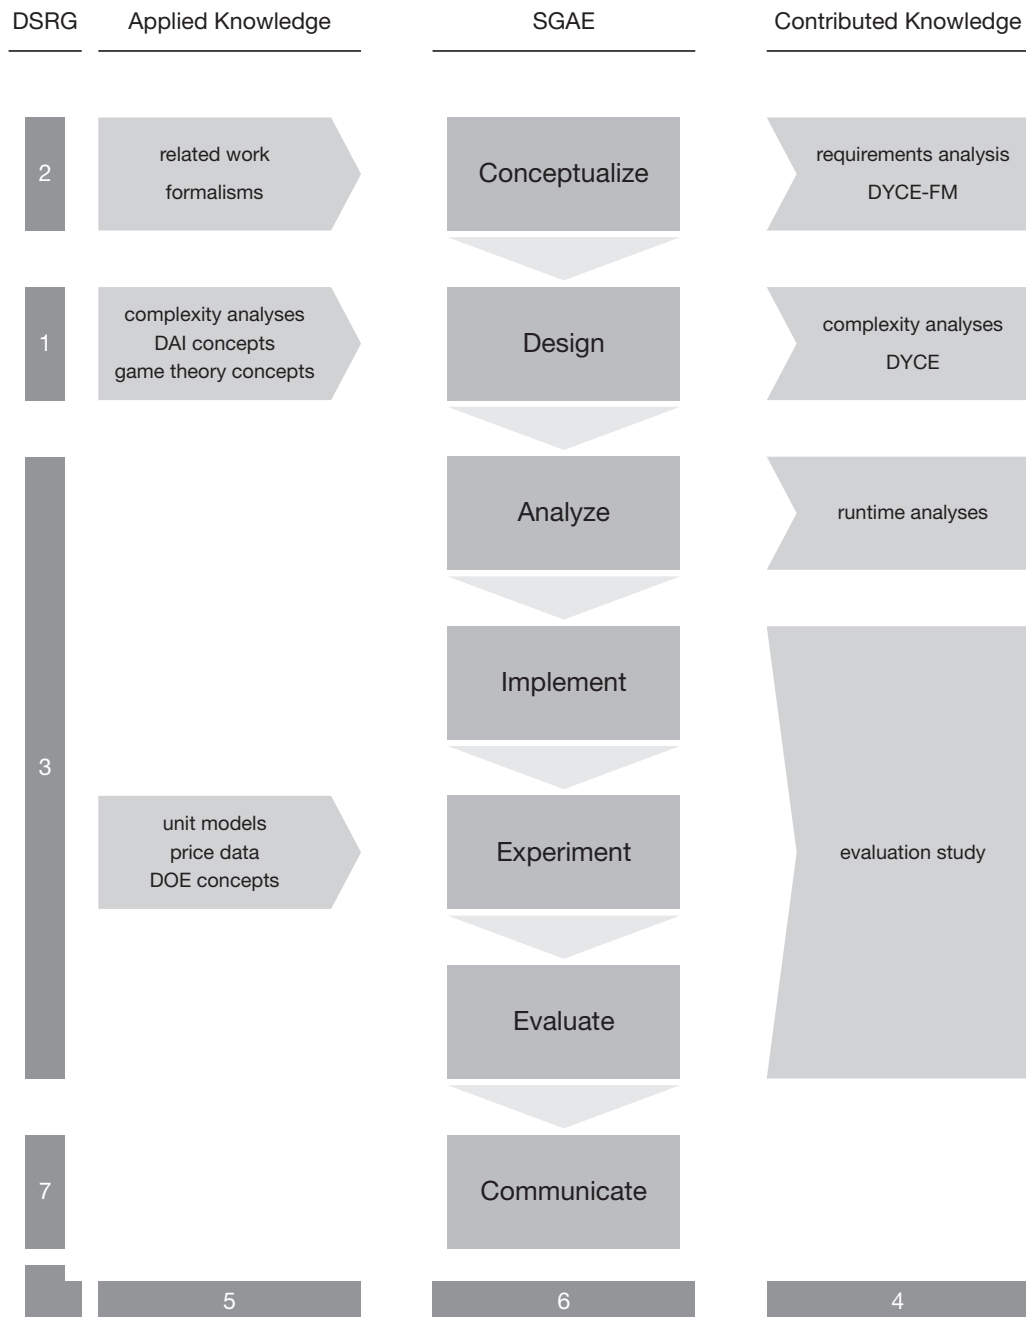 DSRG Applied Knowledge SGAE Contributed Knowledge
2
related work
formalisms
Conceptualize
requirements analysis
DYCE-FM
1
complexity analyses
DAI concepts
game theory concepts
Design
complexity analyses
DYCE
3
Analyze
runtime analyses
Implement
unit models
price data
DOE concepts
Experiment
evaluation study
Evaluate
7
Communicate
5 6 4